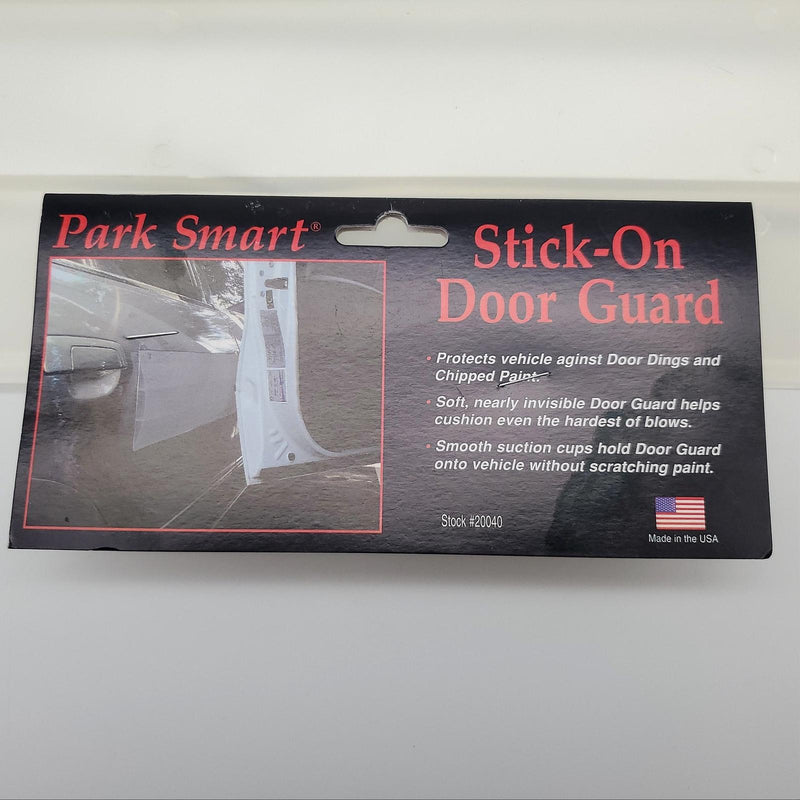 Park Smart®
Stick-On
Door Guard
• Protects vehicle aginst Door Dings and
Chipped Paint.
• Soft, nearly invisible Door Guard helps
cushion even the hardest of blows.
• Smooth suction cups hold Door Guard
onto vehicle without scratching paint.
Stock #20040
Made in the USA